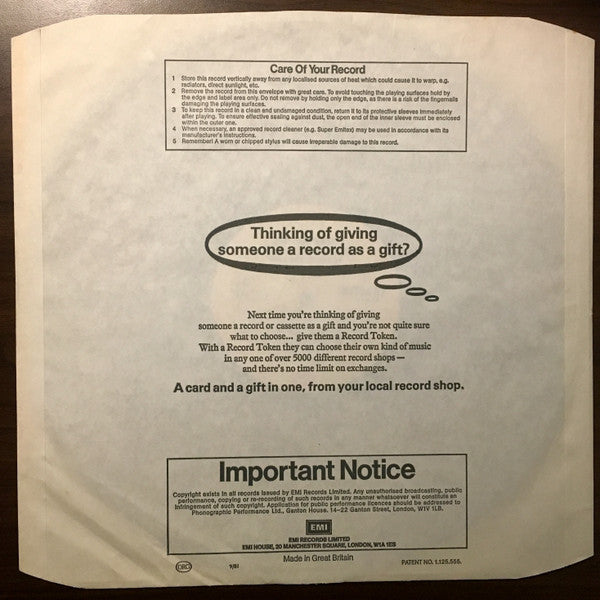 Care Of Your Record
1 Store this record vertically away from any localised sources of heat which could cause it to warp, e.g.
radiators, direct sunlight, etc.
2 Remove the record from this envelope with great care. To avoid touching the playing surfaces hold by
the edge and label area only. Do not remove by holding only the edge, as there is a risk of the fingernails
damaging the playing surfaces.
3 To keep this record in a clean and undamaged condition, return it to its protective sleeves immediately
after playing. To ensure effective sealing against dust, the open end of the inner sleeve must be enclosed
within the outer one.
4 When necessary, an approved record cleaner (e.g. Super Emitex) may be used in accordance with its
manufacturer's instructions.
5 Remember! A worn or chipped stylus will cause irreparable damage to this record.
Thinking of giving
someone a record as a gift?
Next time you're thinking of giving
someone a record or cassette as a gift and you're not quite sure
what to choose... give them a Record Token.
With a Record Token they can choose their own kind of music
in any one of over 5000 different record shops —
and there's no time limit on exchanges.
A card and a gift in one, from your local record shop.
Important Notice
Copyright exists in all records issued by EMI Records Limited. Any unauthorised broadcasting, public
performance, copying or re-recording of such records in any manner whatsoever will constitute an
infringement of such copyright. Application for public performance licences should be addressed to
Phonographic Performance Ltd., Ganton House. 14–22 Ganton Street, London, W1V 1LB.
EMI
EMI RECORDS LIMITED
EMI HOUSE, 20 MANCHESTER SQUARE, LONDON, W1A 1ES
Made in Great Britain
PATENT NO. 1.125.555.